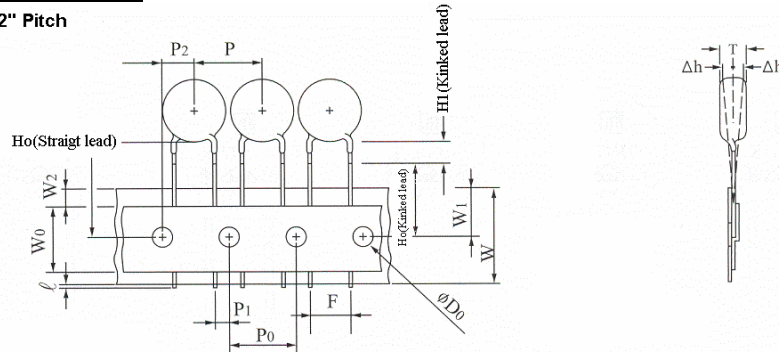 2" Pitch
P2
P
H1(Kinked lead)
T
Δh
Δh
Ho(Straigt lead)
W2
W0
ℓ
Ho(Kinked lead)
W1
W
P1
F
øD0
P0